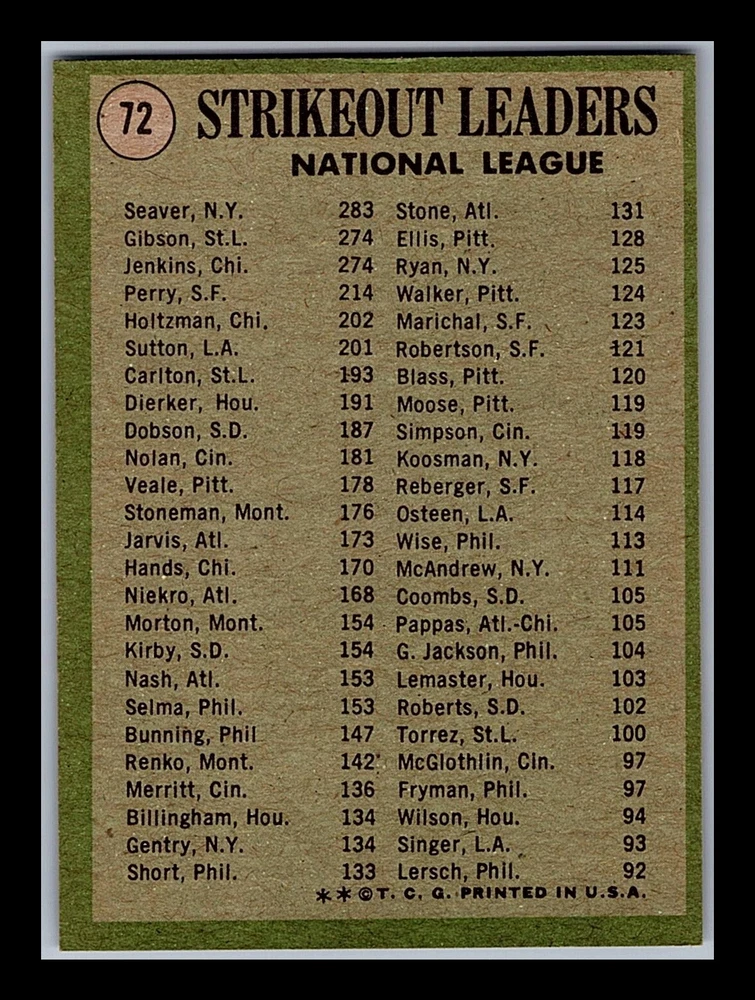 72
STRIKEOUT LEADERS
NATIONAL LEAGUE
Seaver, N.Y. 283 Stone, Atl. 131
Gibson, St.L. 274 Ellis, Pitt. 128
Jenkins, Chi. 274 Ryan, N.Y. 125
Perry, S.F. 214 Walker, Pitt. 124
Holtzman, Chi. 202 Marichal, S.F. 123
Sutton, L.A. 201 Robertson, S.F. 121
Carlton, St.L. 193 Blass, Pitt. 120
Dierker, Hou. 191 Moose, Pitt. 119
Dobson, S.D. 187 Simpson, Cin. 119
Nolan, Cin. 181 Koosman, N.Y. 118
Veale, Pitt. 178 Reberger, S.F. 117
Stoneman, Mont. 176 Osteen, L.A. 114
Jarvis, Atl. 173 Wise, Phil. 113
Hands, Chi. 170 McAndrew, N.Y. 111
Niekro, Atl. 168 Coombs, S.D. 105
Morton, Mont. 154 Pappas, Atl.-Chi. 105
Kirby, S.D. 154 G. Jackson, Phil. 104
Nash, Atl. 153 Lemaster, Hou. 103
Selma, Phil. 153 Roberts, S.D. 102
Bunning, Phil 147 Torrez, St.L. 100
Renko, Mont. 142 McGlothlin, Cin. 97
Merritt, Cin. 136 Fryman, Phil. 97
Billingham, Hou. 134 Wilson, Hou. 94
Gentry, N.Y. 134 Singer, L.A. 93
Short, Phil. 133 Lersch, Phil. 92
**©T. C. G. PRINTED IN U.S.A.